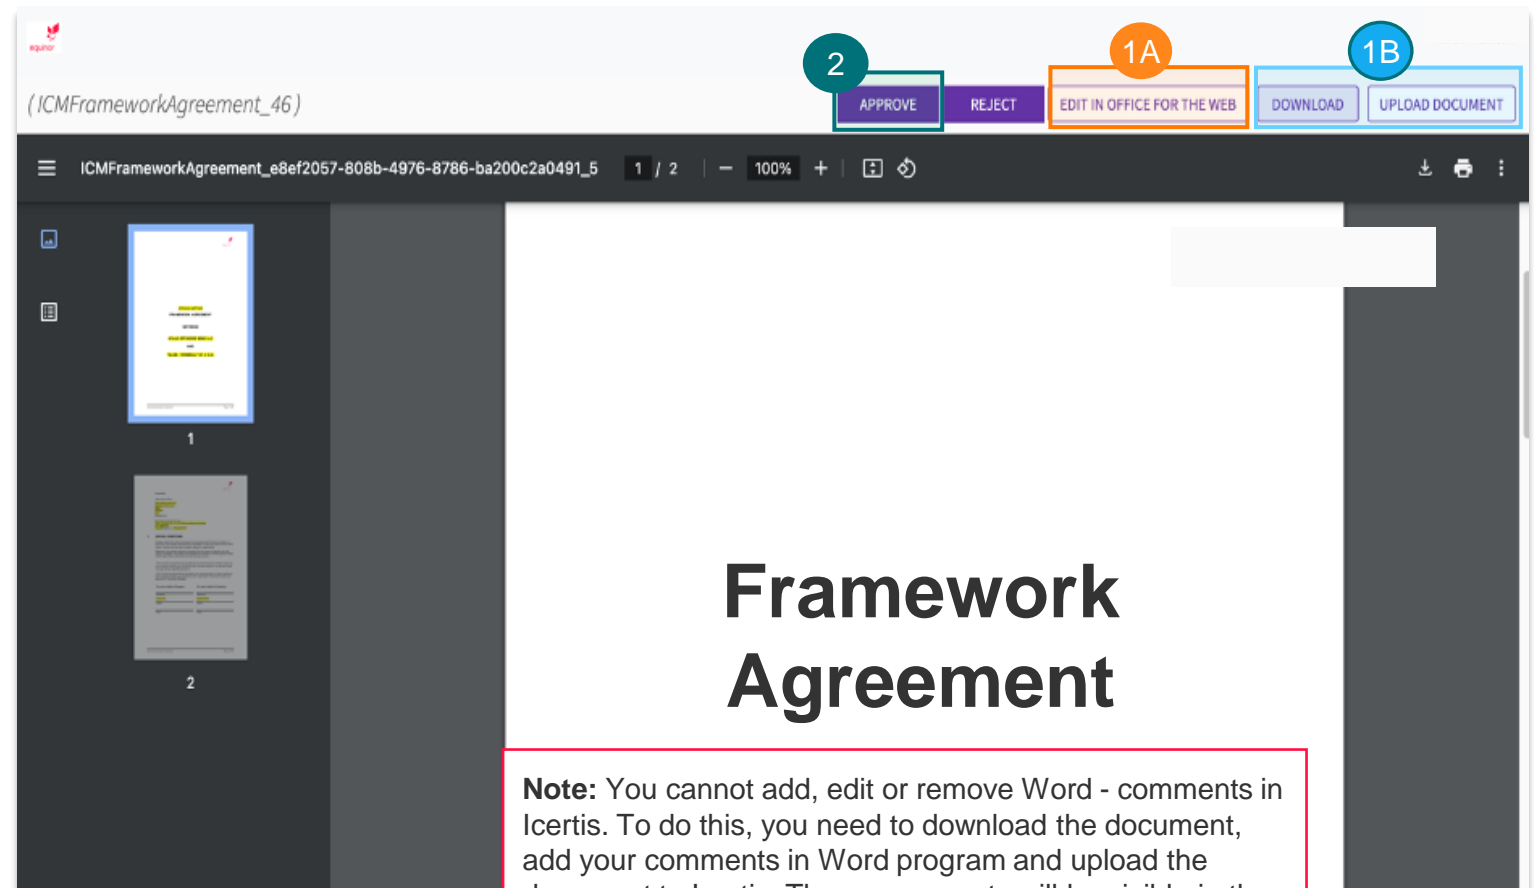 equinor
2
1A
1B
(ICMFrameworkAgreement_46)
APPROVE
REJECT
EDIT IN OFFICE FOR THE WEB
DOWNLOAD
UPLOAD DOCUMENT
ICMFrameworkAgreement_e8ef2057-808b-4976-8786-ba200c2a0491_5
1 / 2
100%
1
2
Framework
Agreement
Note: You cannot add, edit or remove Word - comments in
Icertis. To do this, you need to download the document,
add your comments in Word program and upload the